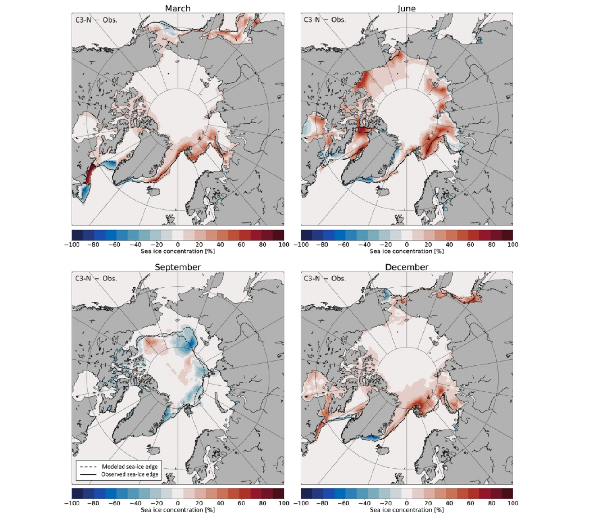 March
C3-N − Obs.
−100 −80 −60 −40 −20 0 20 40 60 80 100
Sea ice concentration [%]
June
C3-N − Obs.
−100 −80 −60 −40 −20 0 20 40 60 80 100
Sea ice concentration [%]
September
C3-N − Obs.
Modeled sea-ice edge
Observed sea-ice edge
−100 −80 −60 −40 −20 0 20 40 60 80 100
Sea ice concentration [%]
December
C3-N − Obs.
−100 −80 −60 −40 −20 0 20 40 60 80 100
Sea ice concentration [%]